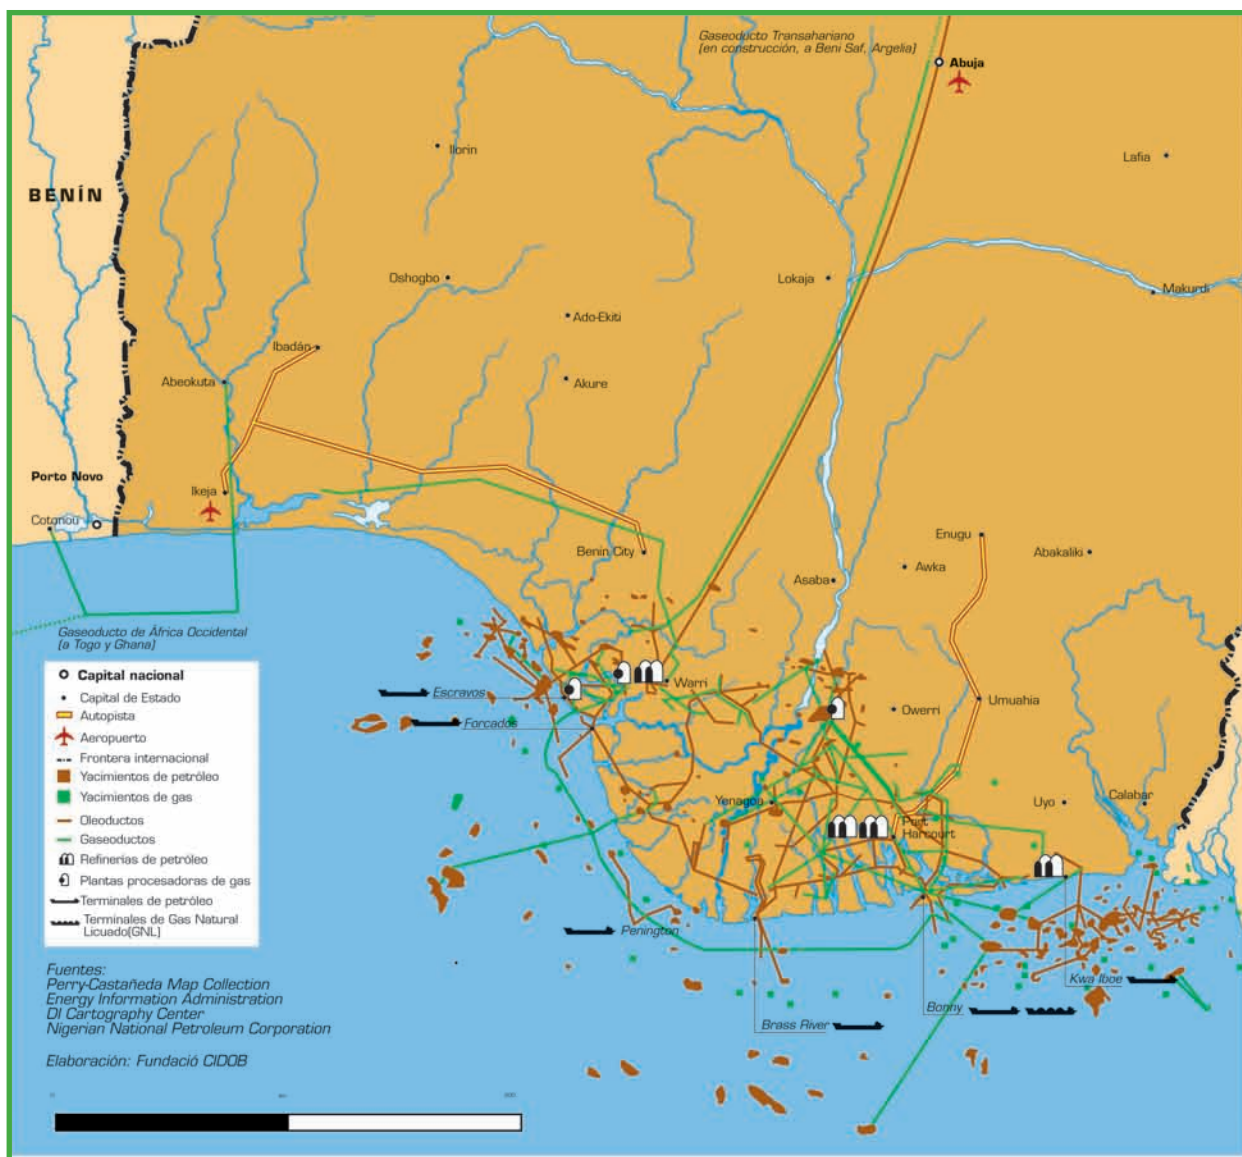 Gaseoducto Transahariano
(en construcción, a Beni Saf, Argelia)
Abuja
Ilorin
Lafia
BENÍN
Oshogbo
Lokaja
Makurdi
Ado-Ekiti
Ibadán
Abeokuta
Akure
Porto Novo
Ikeja
Cotonou
Benin City
Enugu
Abakaliki
Awka
Asaba
Gaseoducto de África Occidental
(a Togo y Ghana)
Capital nacional
Capital de Estado
Autopista
Aeropuerto
Frontera internacional
Yacimientos de petróleo
Yacimientos de gas
Oleoductos
Gaseoductos
Refinerías de petróleo
Plantas procesadoras de gas
Terminales de petróleo
Terminales de Gas Natural
Licuado(GNL)
Escravos
Warri
Forcados
Owerri
Umuahia
Yenagou
Uyo
Calabar
Port
Harcourt
Penington
Kwa Iboe
Bonny
Brass River
Fuentes:
Perry-Castañeda Map Collection
Energy Information Administration
DI Cartography Center
Nigerian National Petroleum Corporation
Elaboración: Fundació CIDOB